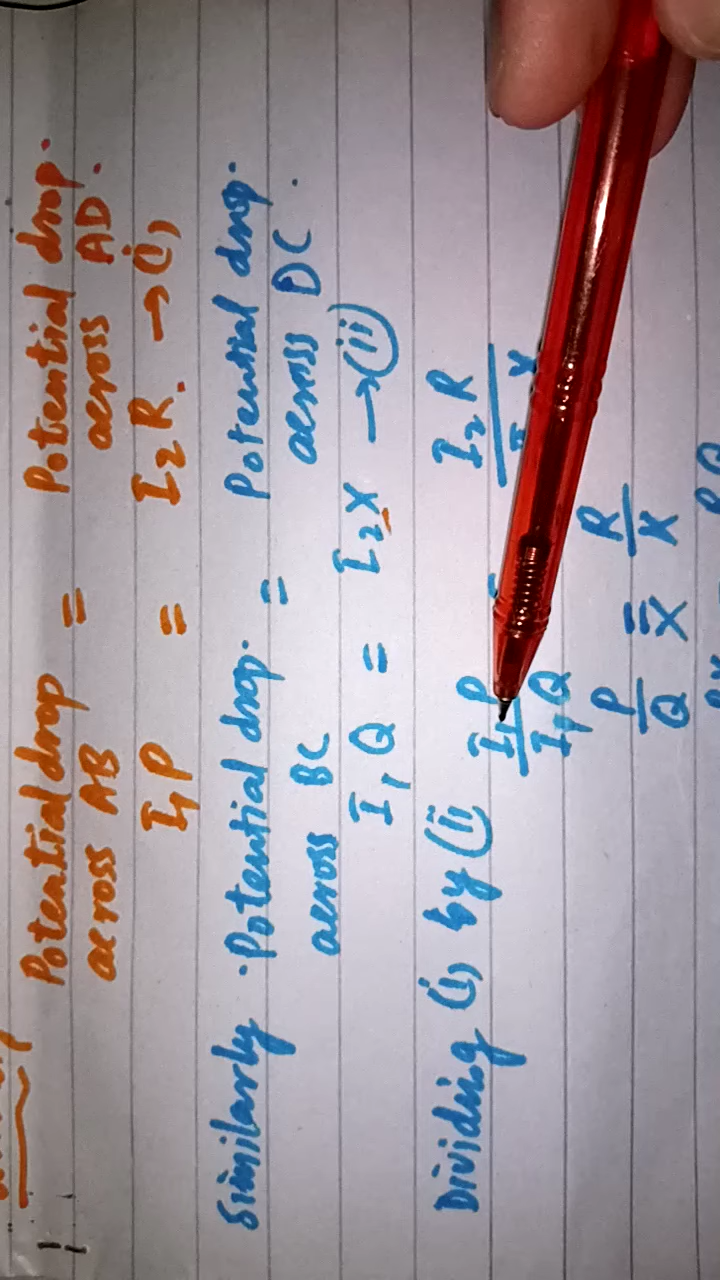 Potential drop = Potential drop.
across AB across AD.
I1P = I2R. → (i)
Similarly Potential drop. = Potential drop.
across BC across DC.
I1Q = I2X → (ii)
Dividing (i) by (ii)
I1P I2R
I1Q X
P = R
Q X X